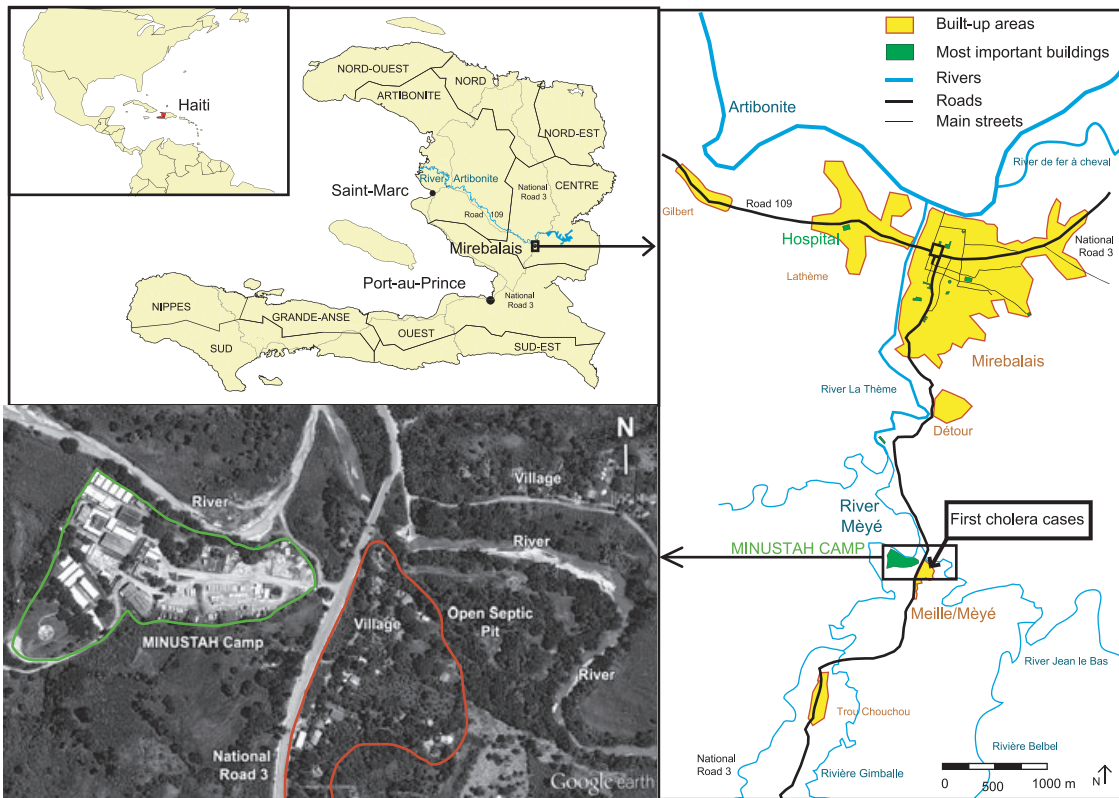 Haiti
NORD-OUEST
NORD
ARTIBONITE
NORD-EST
River Artibonite
Saint-Marc
National
Road 3
CENTRE
Road 109
Mirebalais
Port-au-Prince
National
Road 3
NIPPES
GRANDE-ANSE
OUEST
SUD
SUD-EST
Built-up areas
Most important buildings
Rivers
Roads
Main streets
Artibonite
River de fer à cheval
Gilbert
Road 109
Hospital
National
Road 3
Lathème
Mirebalais
River La Thème
Détour
River
Mèyé
First cholera cases
MINUSTAH CAMP
Meille/Mèyé
River Jean le Bas
Trou Chouchou
Rivière Belbel
National
Road 3
Rivière Gimballe
0 500 1000 m
N
N
Village
River
River
Open Septic
Pit
Village
MINUSTAH Camp
River
National
Road 3
Google earth